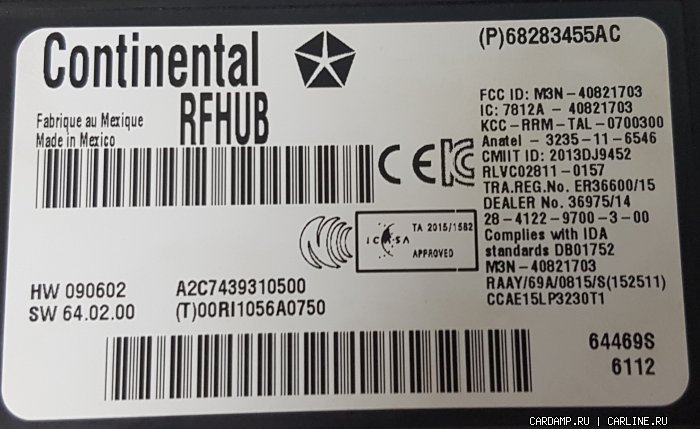 Continental
RFHUB
(P)68283455AC
Fabrique au Mexique
Made in Mexico
CE
FCC ID: M3N-40821703
IC: 7812A - 40821703
KCC-RRM-TAL-0700300
Anatel - 3235-11-6546
CMIIT ID: 2013DJ9452
RLVC02811-0157
TRA.REG.No. ER36600/15
DEALER No. 36975/14
28-4122-9700-3-00
Complies with IDA
standards DB01752
M3N-40821703
RAAY/69A/0815/S(152511)
CCAE15LP3230T1
ICASA
TA 2015/1582
APPROVED
HW 090602
SW 64.02.00
A2C7439310500
(T)00RI1056A0750
64469S
6112
CARDAMP.RU | CARLINE.RU